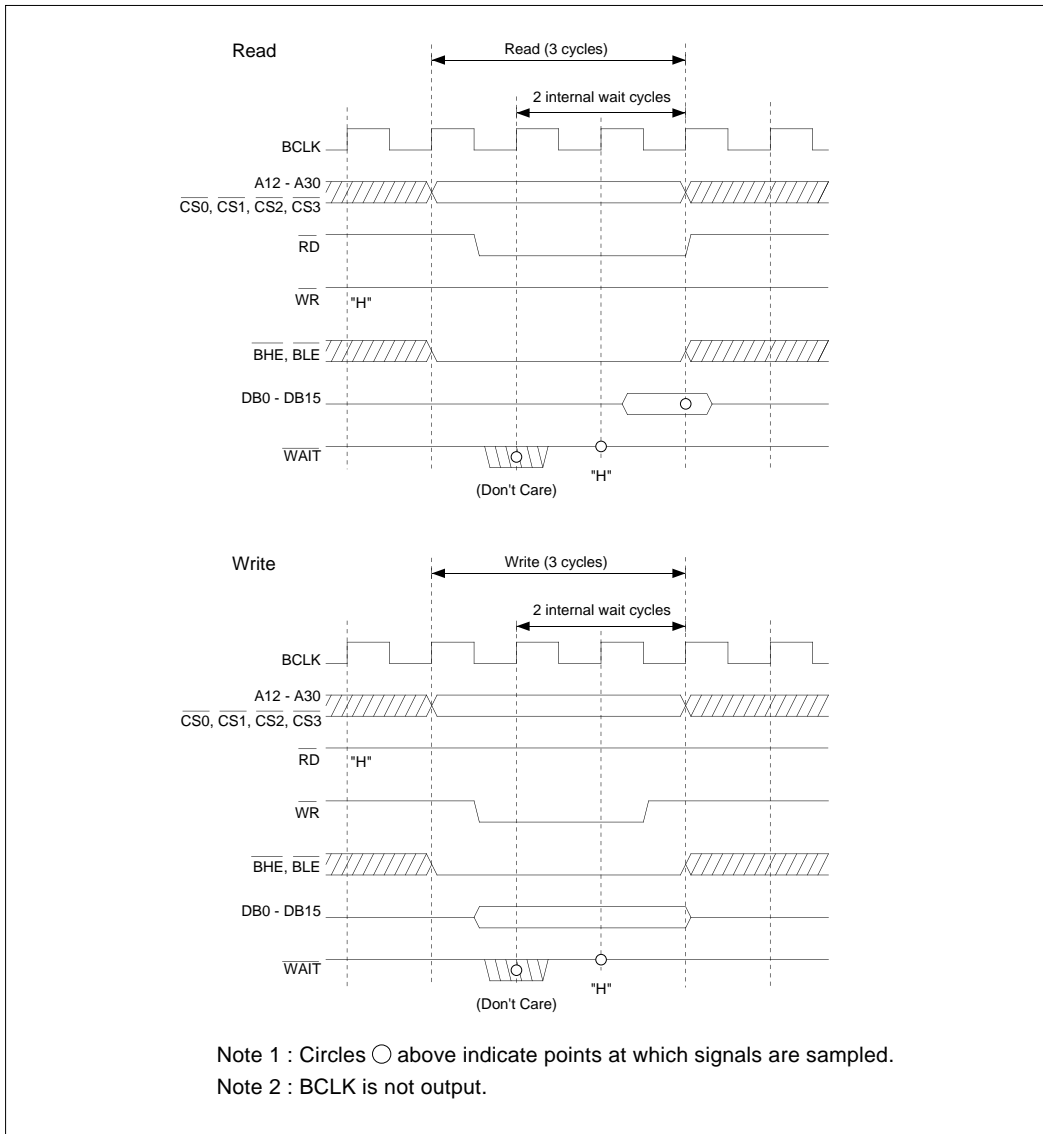 Read
Read (3 cycles)
2 internal wait cycles
BCLK
A12 - A30
CS0, CS1, CS2, CS3
RD
WR "H"
BHE, BLE
DB0 - DB15
WAIT
"H"
(Don't Care)
Write
Write (3 cycles)
2 internal wait cycles
BCLK
A12 - A30
CS0, CS1, CS2, CS3
RD "H"
WR
BHE, BLE
DB0 - DB15
WAIT
"H"
(Don't Care)
Note 1 : Circles ○ above indicate points at which signals are sampled.
Note 2 : BCLK is not output.